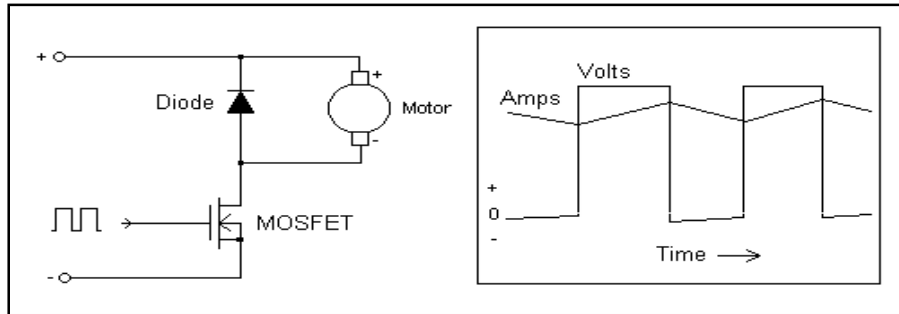 +
Diode
+
Motor
-
MOSFET
-
Volts
Amps
+
0
-
Time